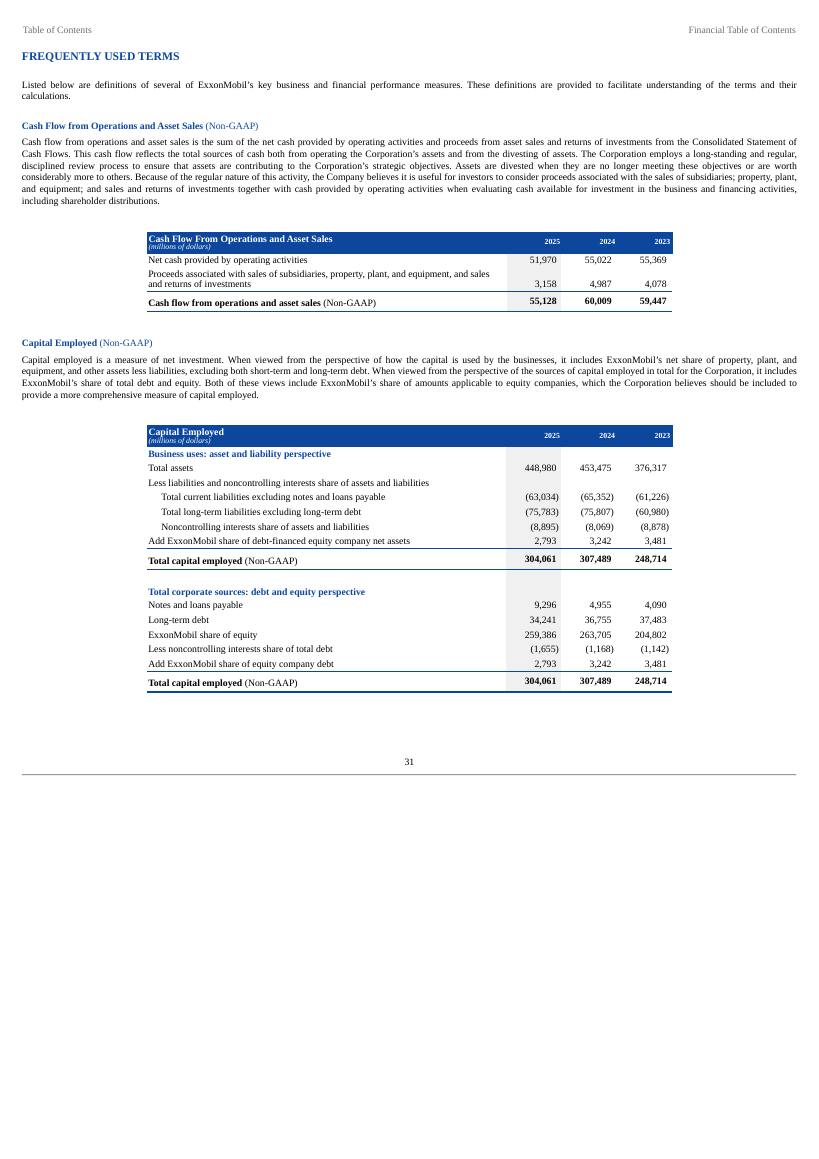 Table of Contents
Financial Table of Contents
FREQUENTLY USED TERMS
Listed below are definitions of several of ExxonMobil’s key business and financial performance measures. These definitions are provided to facilitate understanding of the terms and their
calculations.
Cash Flow from Operations and Asset Sales (Non-GAAP)
Cash flow from operations and asset sales is the sum of the net cash provided by operating activities and proceeds from asset sales and returns of investments from the Consolidated Statement of
Cash Flows. This cash flow reflects the total sources of cash both from operating the Corporation’s assets and from the divesting of assets. The Corporation employs a long-standing and regular,
disciplined review process to ensure that assets are contributing to the Corporation’s strategic objectives. Assets are divested when they are no longer meeting these objectives or are worth
considerably more to others. Because of the regular nature of this activity, the Company believes it is useful for investors to consider proceeds associated with the sales of subsidiaries; property, plant,
and equipment; and sales and returns of investments together with cash provided by operating activities when evaluating cash available for investment in the business and financing activities,
including shareholder distributions.
Cash Flow From Operations and Asset Sales
(millions of dollars)
2025 2024 2023
Net cash provided by operating activities 51,970 55,022 55,369
Proceeds associated with sales of subsidiaries, property, plant, and equipment, and sales
and returns of investments 3,158 4,987 4,078
Cash flow from operations and asset sales (Non-GAAP) 55,128 60,009 59,447
Capital Employed (Non-GAAP)
Capital employed is a measure of net investment. When viewed from the perspective of how the capital is used by the businesses, it includes ExxonMobil’s net share of property, plant, and
equipment, and other assets less liabilities, excluding both short-term and long-term debt. When viewed from the perspective of the sources of capital employed in total for the Corporation, it includes
ExxonMobil’s share of total debt and equity. Both of these views include ExxonMobil’s share of amounts applicable to equity companies, which the Corporation believes should be included to
provide a more comprehensive measure of capital employed.
Capital Employed
(millions of dollars)
2025 2024 2023
Business uses: asset and liability perspective
Total assets 448,980 453,475 376,317
Less liabilities and noncontrolling interests share of assets and liabilities
Total current liabilities excluding notes and loans payable (63,034) (65,352) (61,226)
Total long-term liabilities excluding long-term debt (75,783) (75,807) (60,980)
Noncontrolling interests share of assets and liabilities (8,895) (8,069) (8,878)
Add ExxonMobil share of debt-financed equity company net assets 2,793 3,242 3,481
Total capital employed (Non-GAAP) 304,061 307,489 248,714
Total corporate sources: debt and equity perspective
Notes and loans payable 9,296 4,955 4,090
Long-term debt 34,241 36,755 37,483
ExxonMobil share of equity 259,386 263,705 204,802
Less noncontrolling interests share of total debt (1,655) (1,168) (1,142)
Add ExxonMobil share of equity company debt 2,793 3,242 3,481
Total capital employed (Non-GAAP) 304,061 307,489 248,714
31